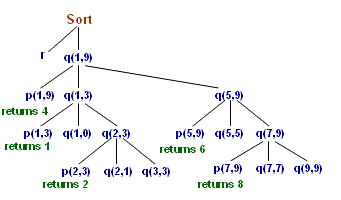 Sort
r q(1,9)
p(1,9) q(1,3) q(5,9)
returns 4
p(1,3) q(1,0) q(2,3) p(5,9) q(5,5) q(7,9)
returns 1 returns 6
p(2,3) q(2,1) q(3,3) p(7,9) q(7,7) q(9,9)
returns 2 returns 8